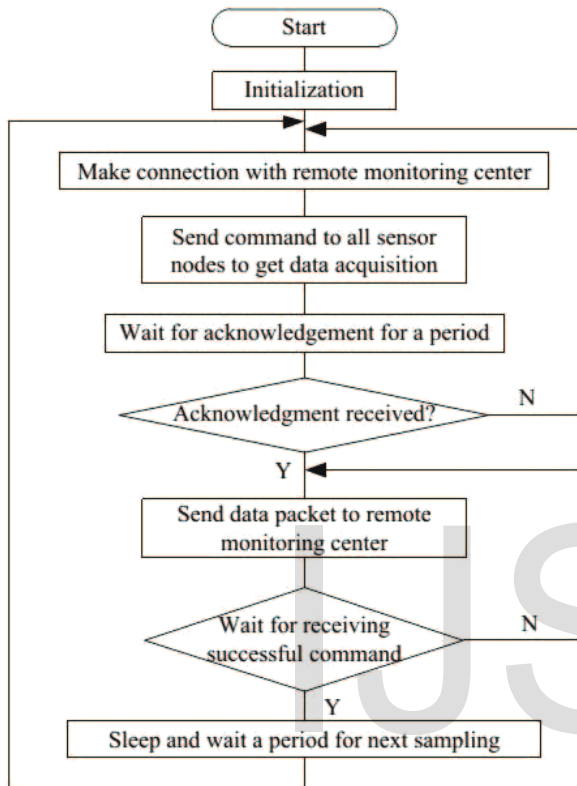 Start
Initialization
Make connection with remote monitoring center
Send command to all sensor
nodes to get data acquisition
Wait for acknowledgement for a period
Acknowledgment received?
N
Y
Send data packet to remote
monitoring center
Wait for receiving
successful command
N
Y
Sleep and wait a period for next sampling
IJS